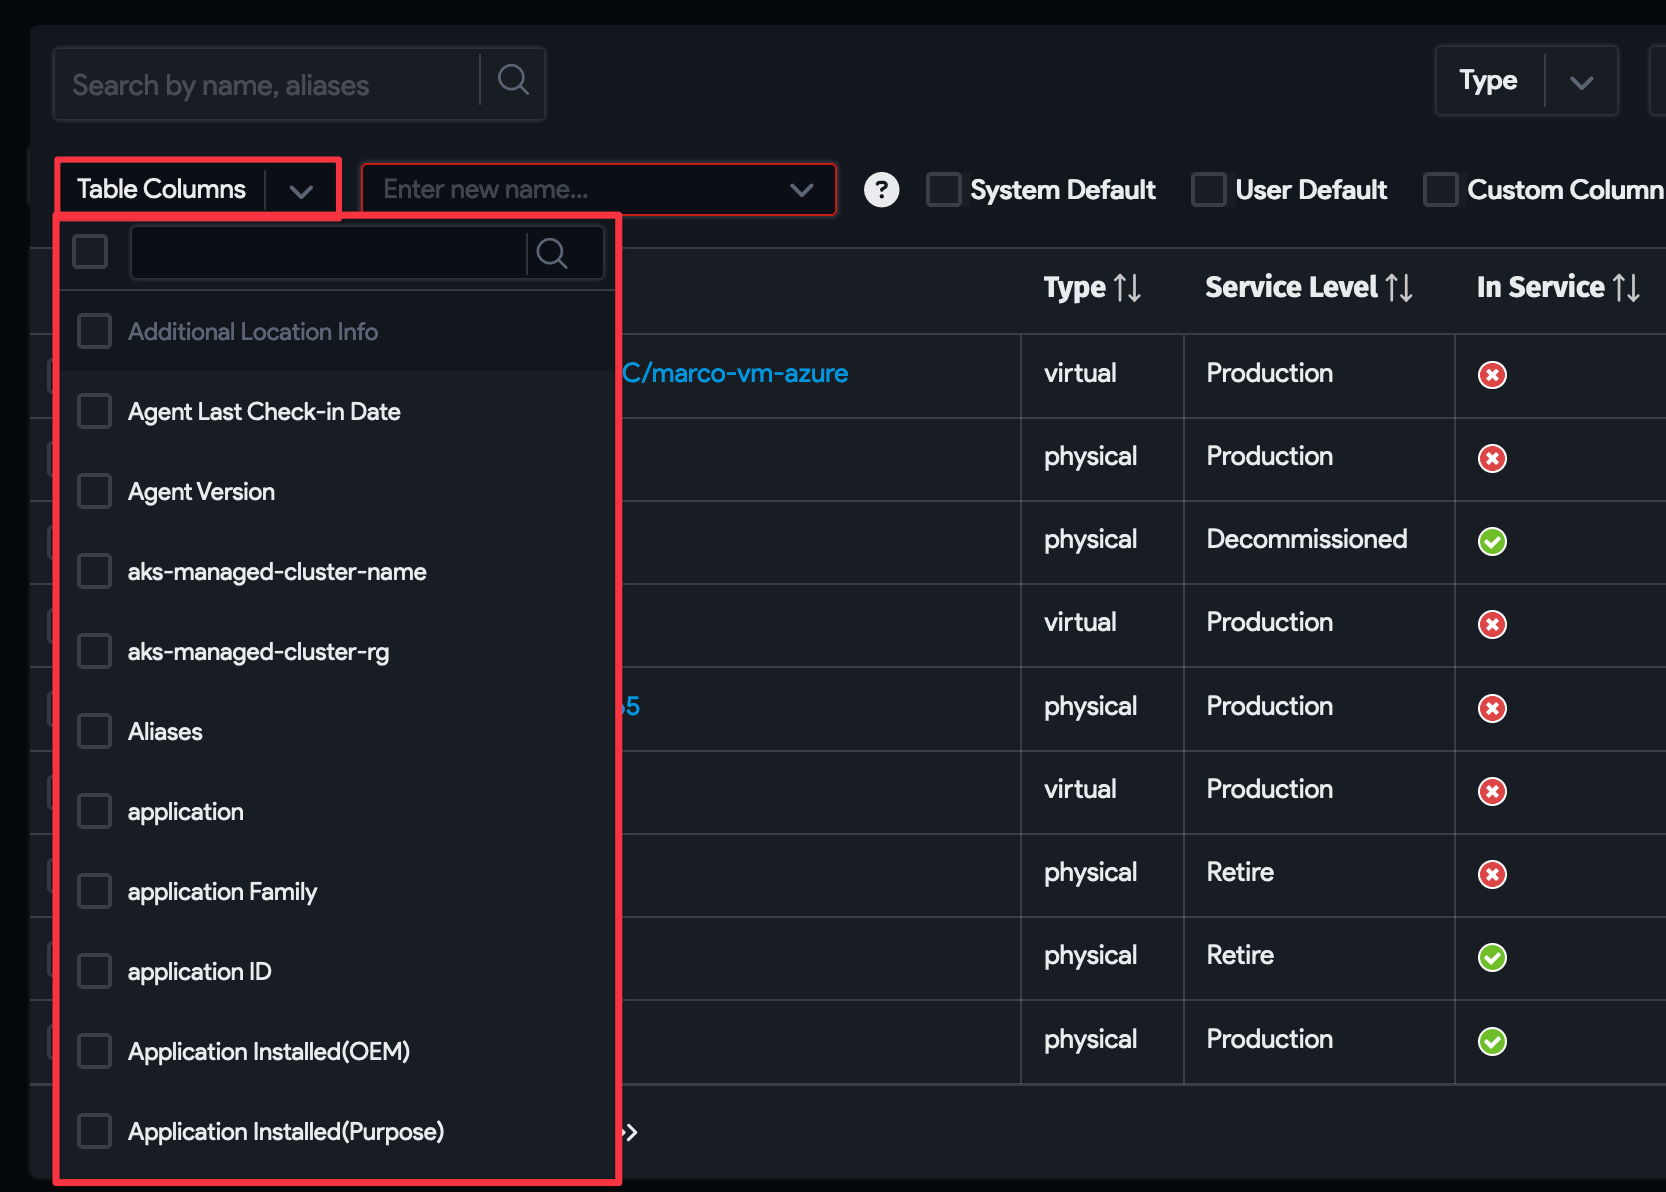 Search by name, aliases
Type
Table Columns
Enter new name...
?
System Default
User Default
Custom Column
Type
Service Level
In Service
Additional Location Info
C/marco-vm-azure
virtual
Production
Agent Last Check-in Date
physical
Production
Agent Version
physical
Decommissioned
aks-managed-cluster-name
virtual
Production
aks-managed-cluster-rg
5
physical
Production
Aliases
virtual
Production
application
physical
Retire
application Family
physical
Retire
application ID
physical
Production
Application Installed(OEM)
Application Installed(Purpose)